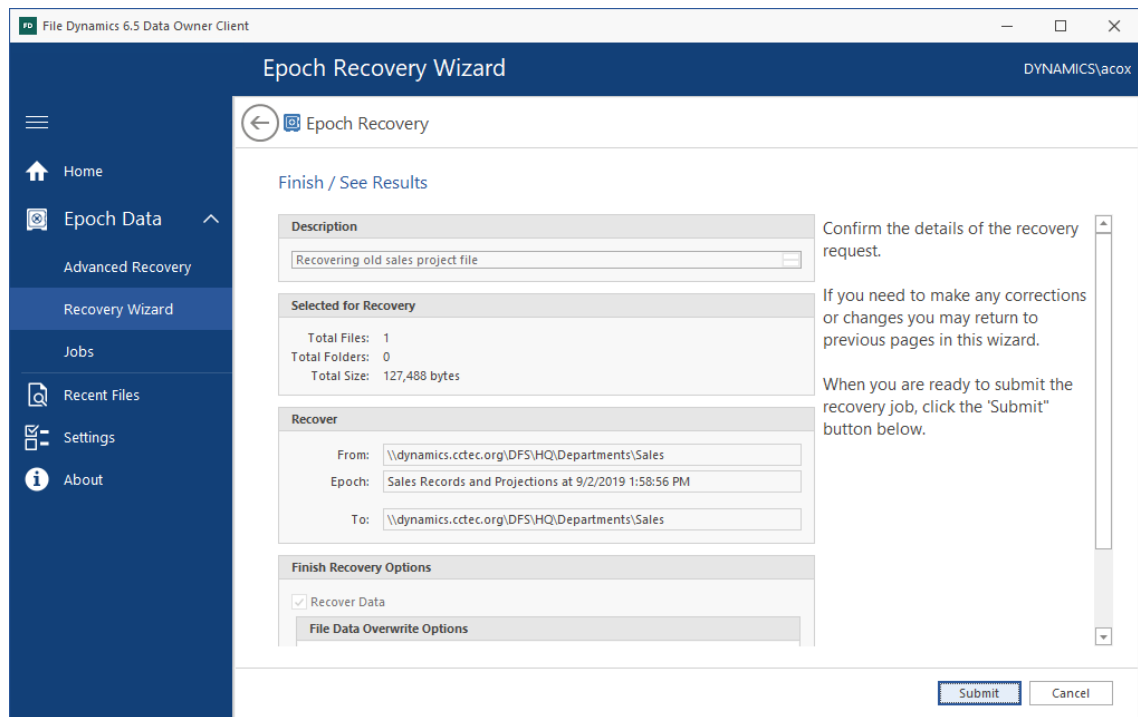 FD File Dynamics 6.5 Data Owner Client
Epoch Recovery Wizard
DYNAMICS\acox
Home
Epoch Data
Advanced Recovery
Recovery Wizard
Jobs
Recent Files
Settings
About
Epoch Recovery
Finish / See Results
Description
Recovering old sales project file
Selected for Recovery
Total Files: 1
Total Folders: 0
Total Size: 127,488 bytes
Recover
From: \\dynamics.cctec.org\DFS\HQ\Departments\Sales
Epoch: Sales Records and Projections at 9/2/2019 1:58:56 PM
To: \\dynamics.cctec.org\DFS\HQ\Departments\Sales
Finish Recovery Options
Recover Data
File Data Overwrite Options
Confirm the details of the recovery
request.
If you need to make any corrections
or changes you may return to
previous pages in this wizard.
When you are ready to submit the
recovery job, click the 'Submit"
button below.
Submit
Cancel